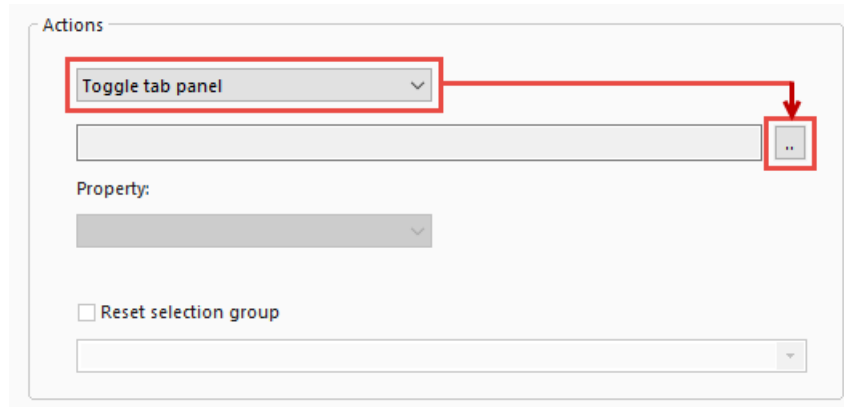 Actions
Toggle tab panel
..
Property:
Reset selection group